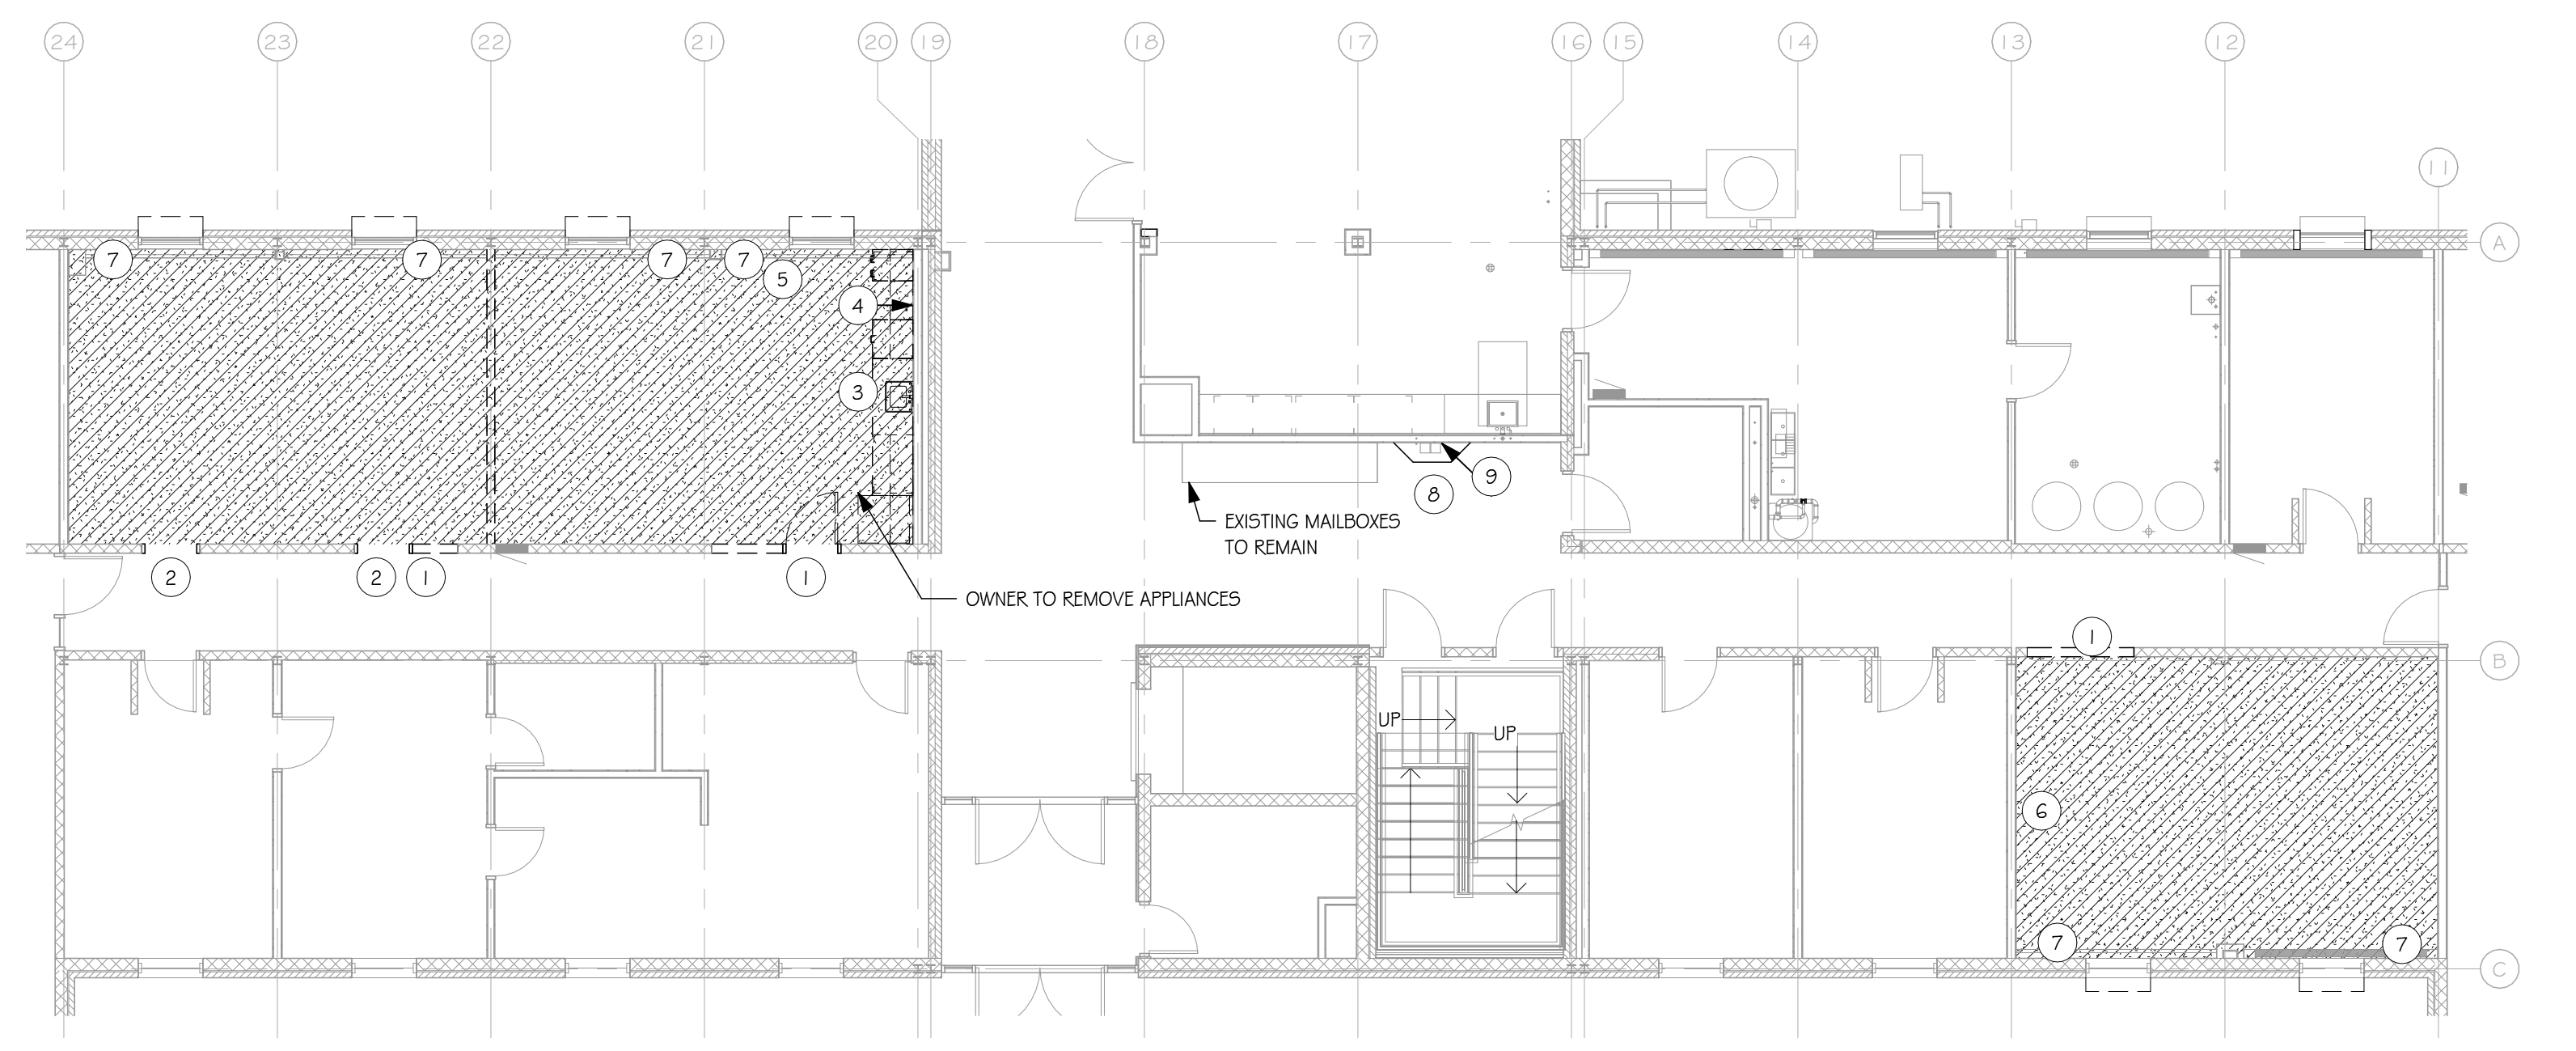 24 23 22 21 20 19 18 17 16 15 14 13 12
11
A
7 7 7 7
5
4
3
9
8
EXISTING MAILBOXES
TO REMAIN
2 2 1 1
OWNER TO REMOVE APPLIANCES
1
B
UP
UP
6
7 7
C